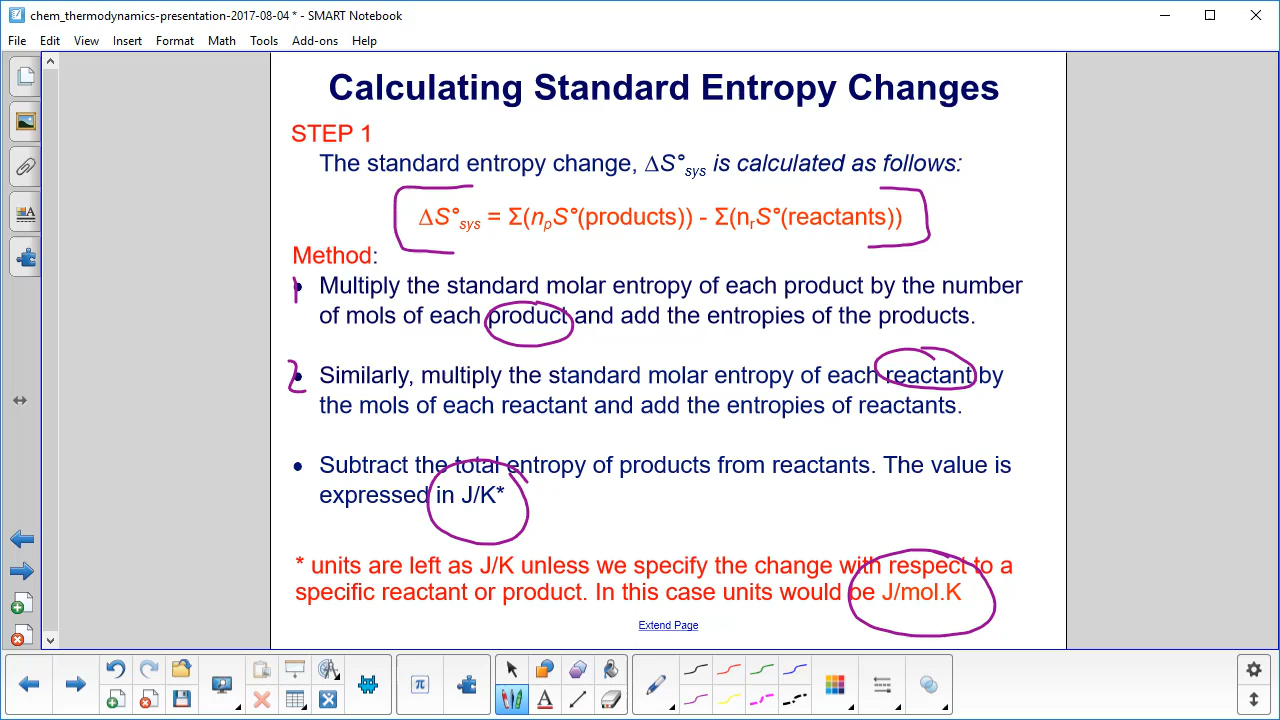 chem_thermodynamics-presentation-2017-08-04 * - SMART Notebook
File Edit View Insert Format Math Tools Add-ons Help
Calculating Standard Entropy Changes
STEP 1
The standard entropy change, ΔS°sys is calculated as follows:
ΔS°sys = Σ(npS°(products)) - Σ(nrS°(reactants))
Method:
1 • Multiply the standard molar entropy of each product by the number
of mols of each product and add the entropies of the products.
2 • Similarly, multiply the standard molar entropy of each reactant by
the mols of each reactant and add the entropies of reactants.
• Subtract the total entropy of products from reactants. The value is
expressed in J/K*
* units are left as J/K unless we specify the change with respect to a
specific reactant or product. In this case units would be J/mol.K
Extend Page